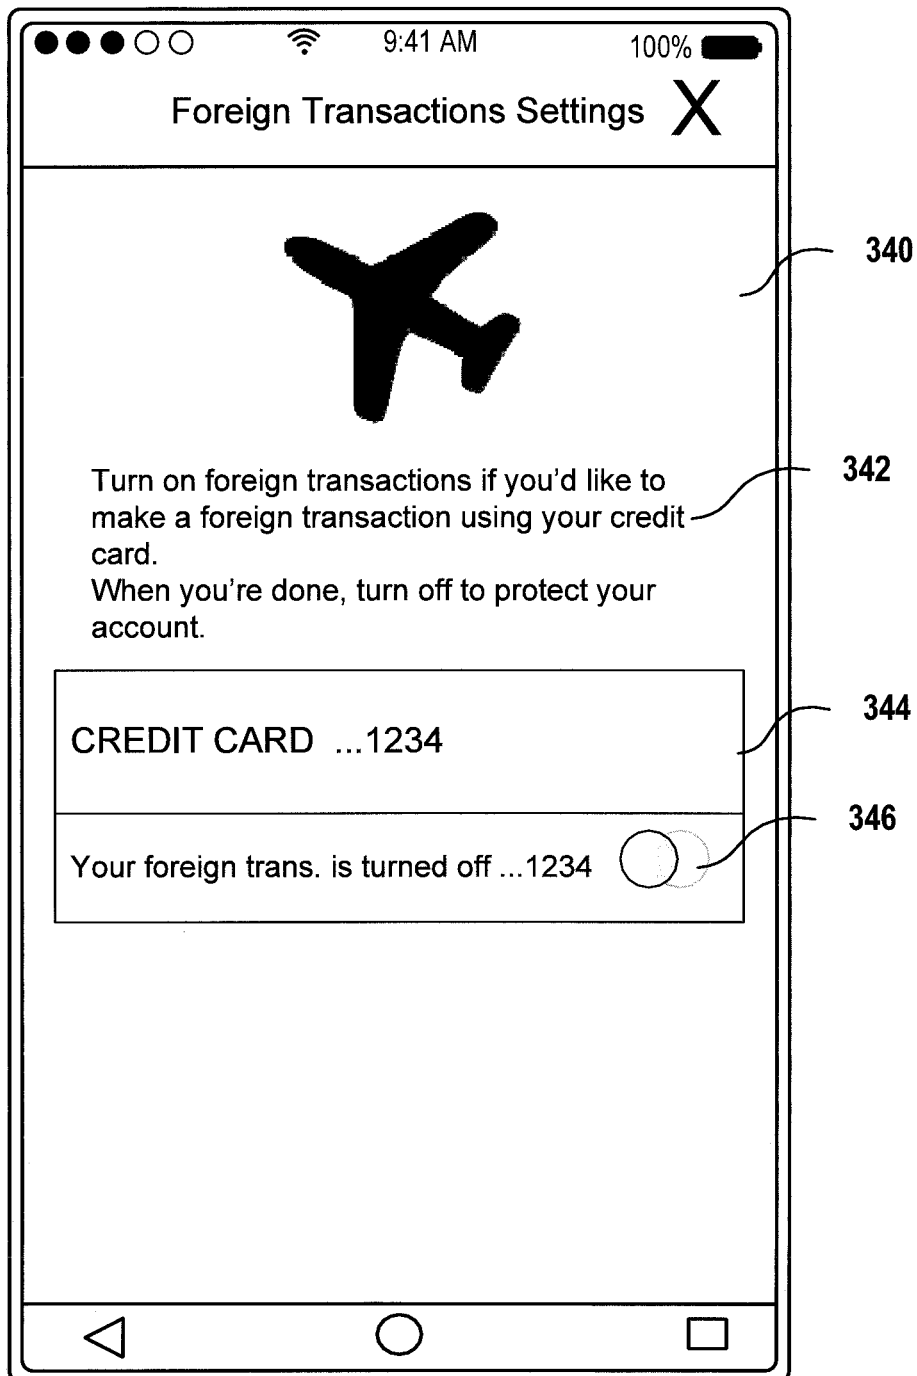 9:41 AM 100%
Foreign Transactions Settings X
340
Turn on foreign transactions if you'd like to
342
make a foreign transaction using your credit
card.
When you're done, turn off to protect your
account.
344
CREDIT CARD ...1234
346
Your foreign trans. is turned off ...1234